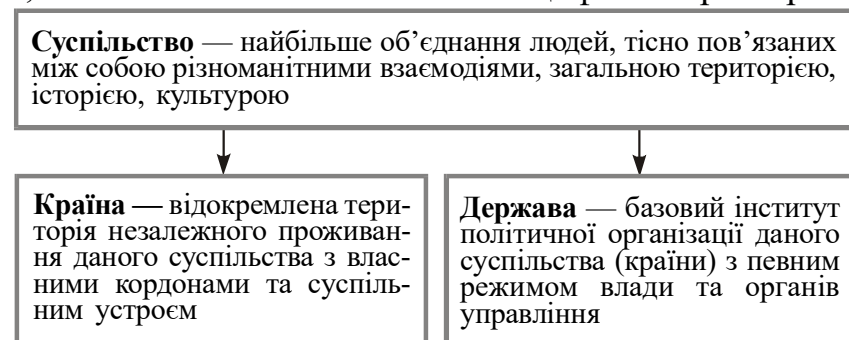 Суспільство — найбільше об’єднання людей, тісно пов’язаних
між собою різноманітними взаємодіями, загальною територією,
історією, культурою
Країна — відокремлена тери-
торія незалежного проживан-
ня даного суспільства з влас-
ними кордонами та суспіль-
ним устроєм
Держава — базовий інститут
політичної організації даного
суспільства (країни) з певним
режимом влади та органів
управління